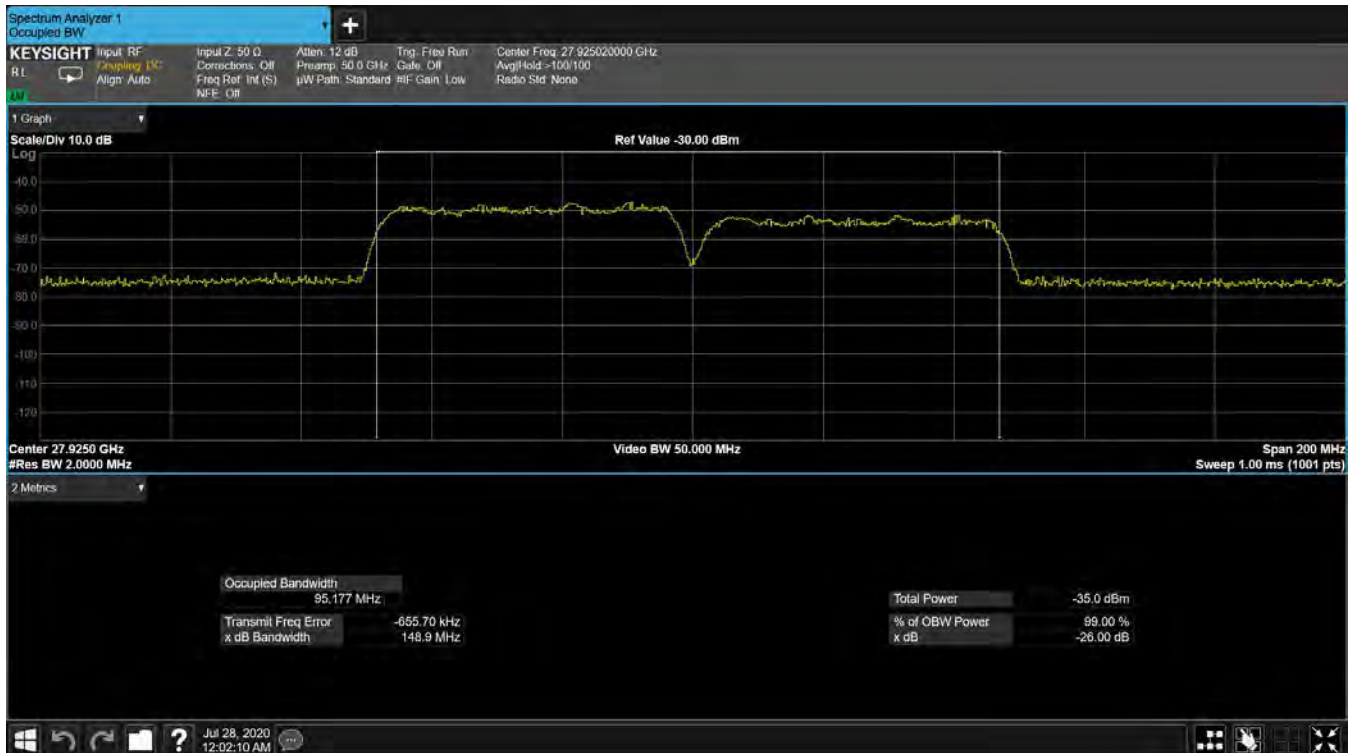 Spectrum Analyzer 1
Occupied BW
KEYSIGHT
Input: RF
Coupling: DC
Align: Auto
Input Z: 50 Ω
Corrections: Off
Freq Ref: Int (S)
NFE: Off
Atten: 12 dB
Preamp: 50.0 GHz
µW Path: Standard
Trig: Free Run
Gate: Off
#IF Gain: Low
Center Freq: 27.925020000 GHz
Avg|Hold:>100/100
Radio Std: None
1 Graph
Scale/Div 10.0 dB
Ref Value -30.00 dBm
Log
-40.0
-50.0
-70.0
-80.0
-90.0
-100
-110
-120
Center 27.9250 GHz
#Res BW 2.0000 MHz
Video BW 50.000 MHz
Span 200 MHz
Sweep 1.00 ms (1001 pts)
2 Metrics
Occupied Bandwidth
95.177 MHz
Transmit Freq Error -655.70 kHz
x dB Bandwidth 148.9 MHz
Total Power -35.0 dBm
% of OBW Power 99.00 %
x dB -26.00 dB
?
Jul 28, 2020
12:02:10 AM